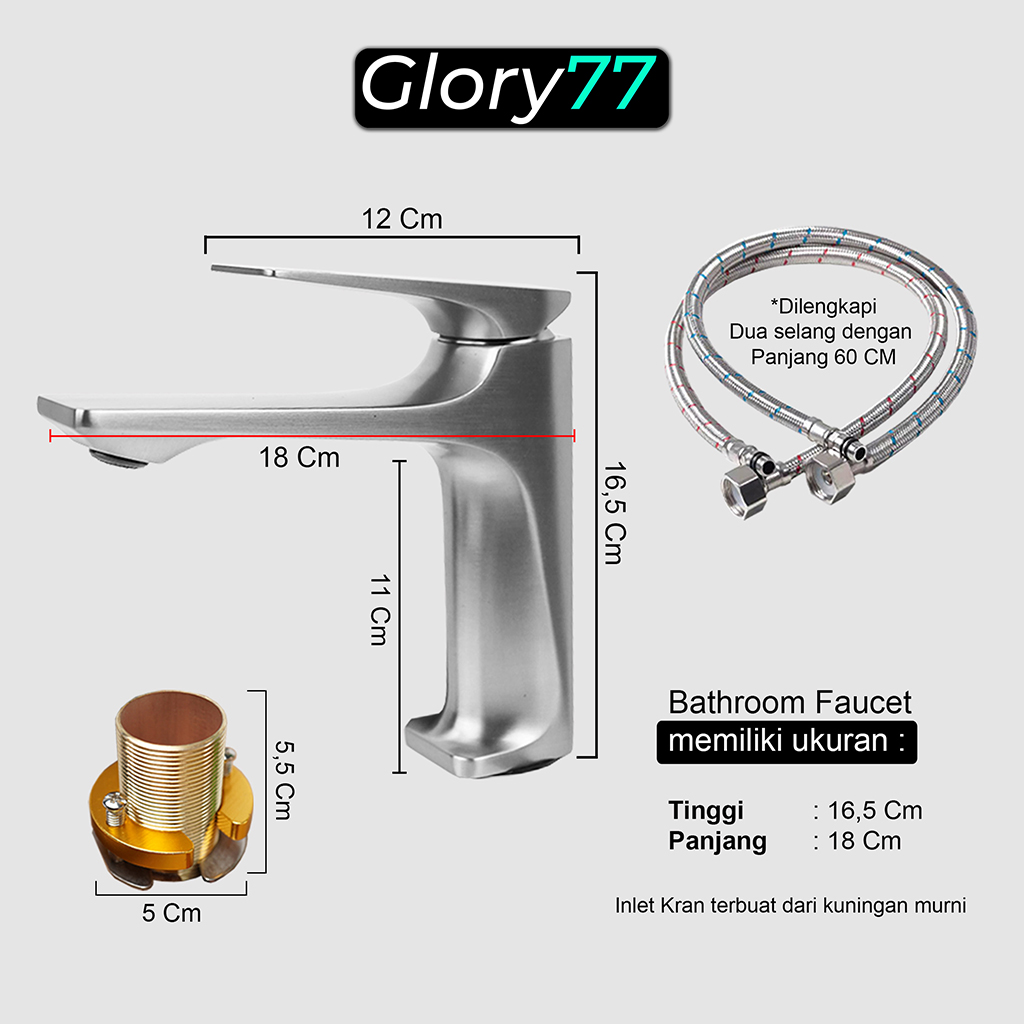 Glory77
12 Cm
*Dilengkapi
Dua selang dengan
Panjang 60 CM
18 Cm
16,5 Cm
11 Cm
5,5 Cm
5 Cm
Bathroom Faucet
memiliki ukuran :
Tinggi : 16,5 Cm
Panjang : 18 Cm
Inlet Kran terbuat dari kuningan murni